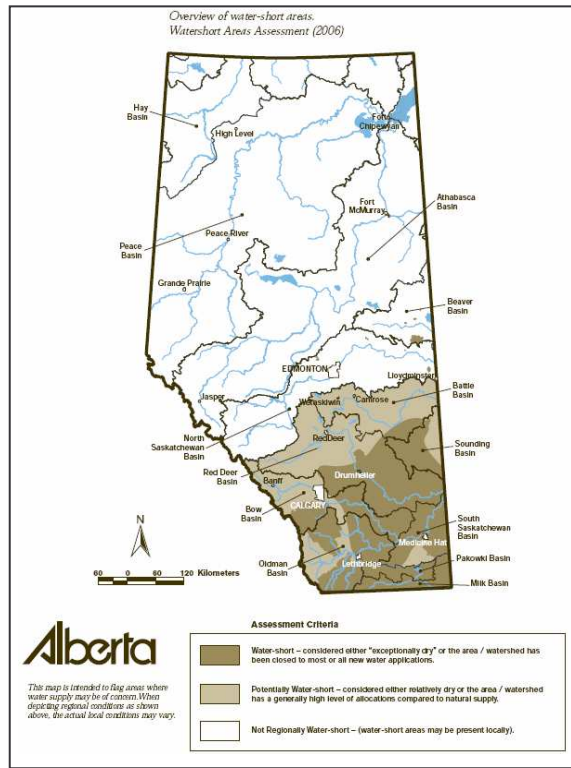 Overview of water-short areas.
Watershort Areas Assessment (2006)
Hay
Basin
High Level
Fort
Chipewyan
Athabasca
Basin
Fort
McMurray
Peace River
Peace
Basin
Grande Prairie
Beaver
Basin
EDMONTON
Lloydminster
Jasper
Wetaskiwin
Camrose
Battle
Basin
North
Saskatchewan
Basin
Red Deer
Sounding
Basin
Red Deer
Basin
Banff
Drumheller
Bow
Basin
CALGARY
South
Saskatchewan
Basin
Medicine Hat
Oldman
Basin
Lethbridge
Pakowki Basin
Milk Basin
N
60 0 60 120 Kilometers
Alberta
This map is intended to flag areas where
water supply may be of concern. When
depicting regional conditions as shown
above, the actual local conditions may vary.
Assessment Criteria
Water-short – considered either "exceptionally dry" or the area / watershed has
been closed to most or all new water applications.
Potentially Water-short – considered either relatively dry or the area / watershed
has a generally high level of allocations compared to natural supply.
Not Regionally Water-short – (water-short areas may be present locally).